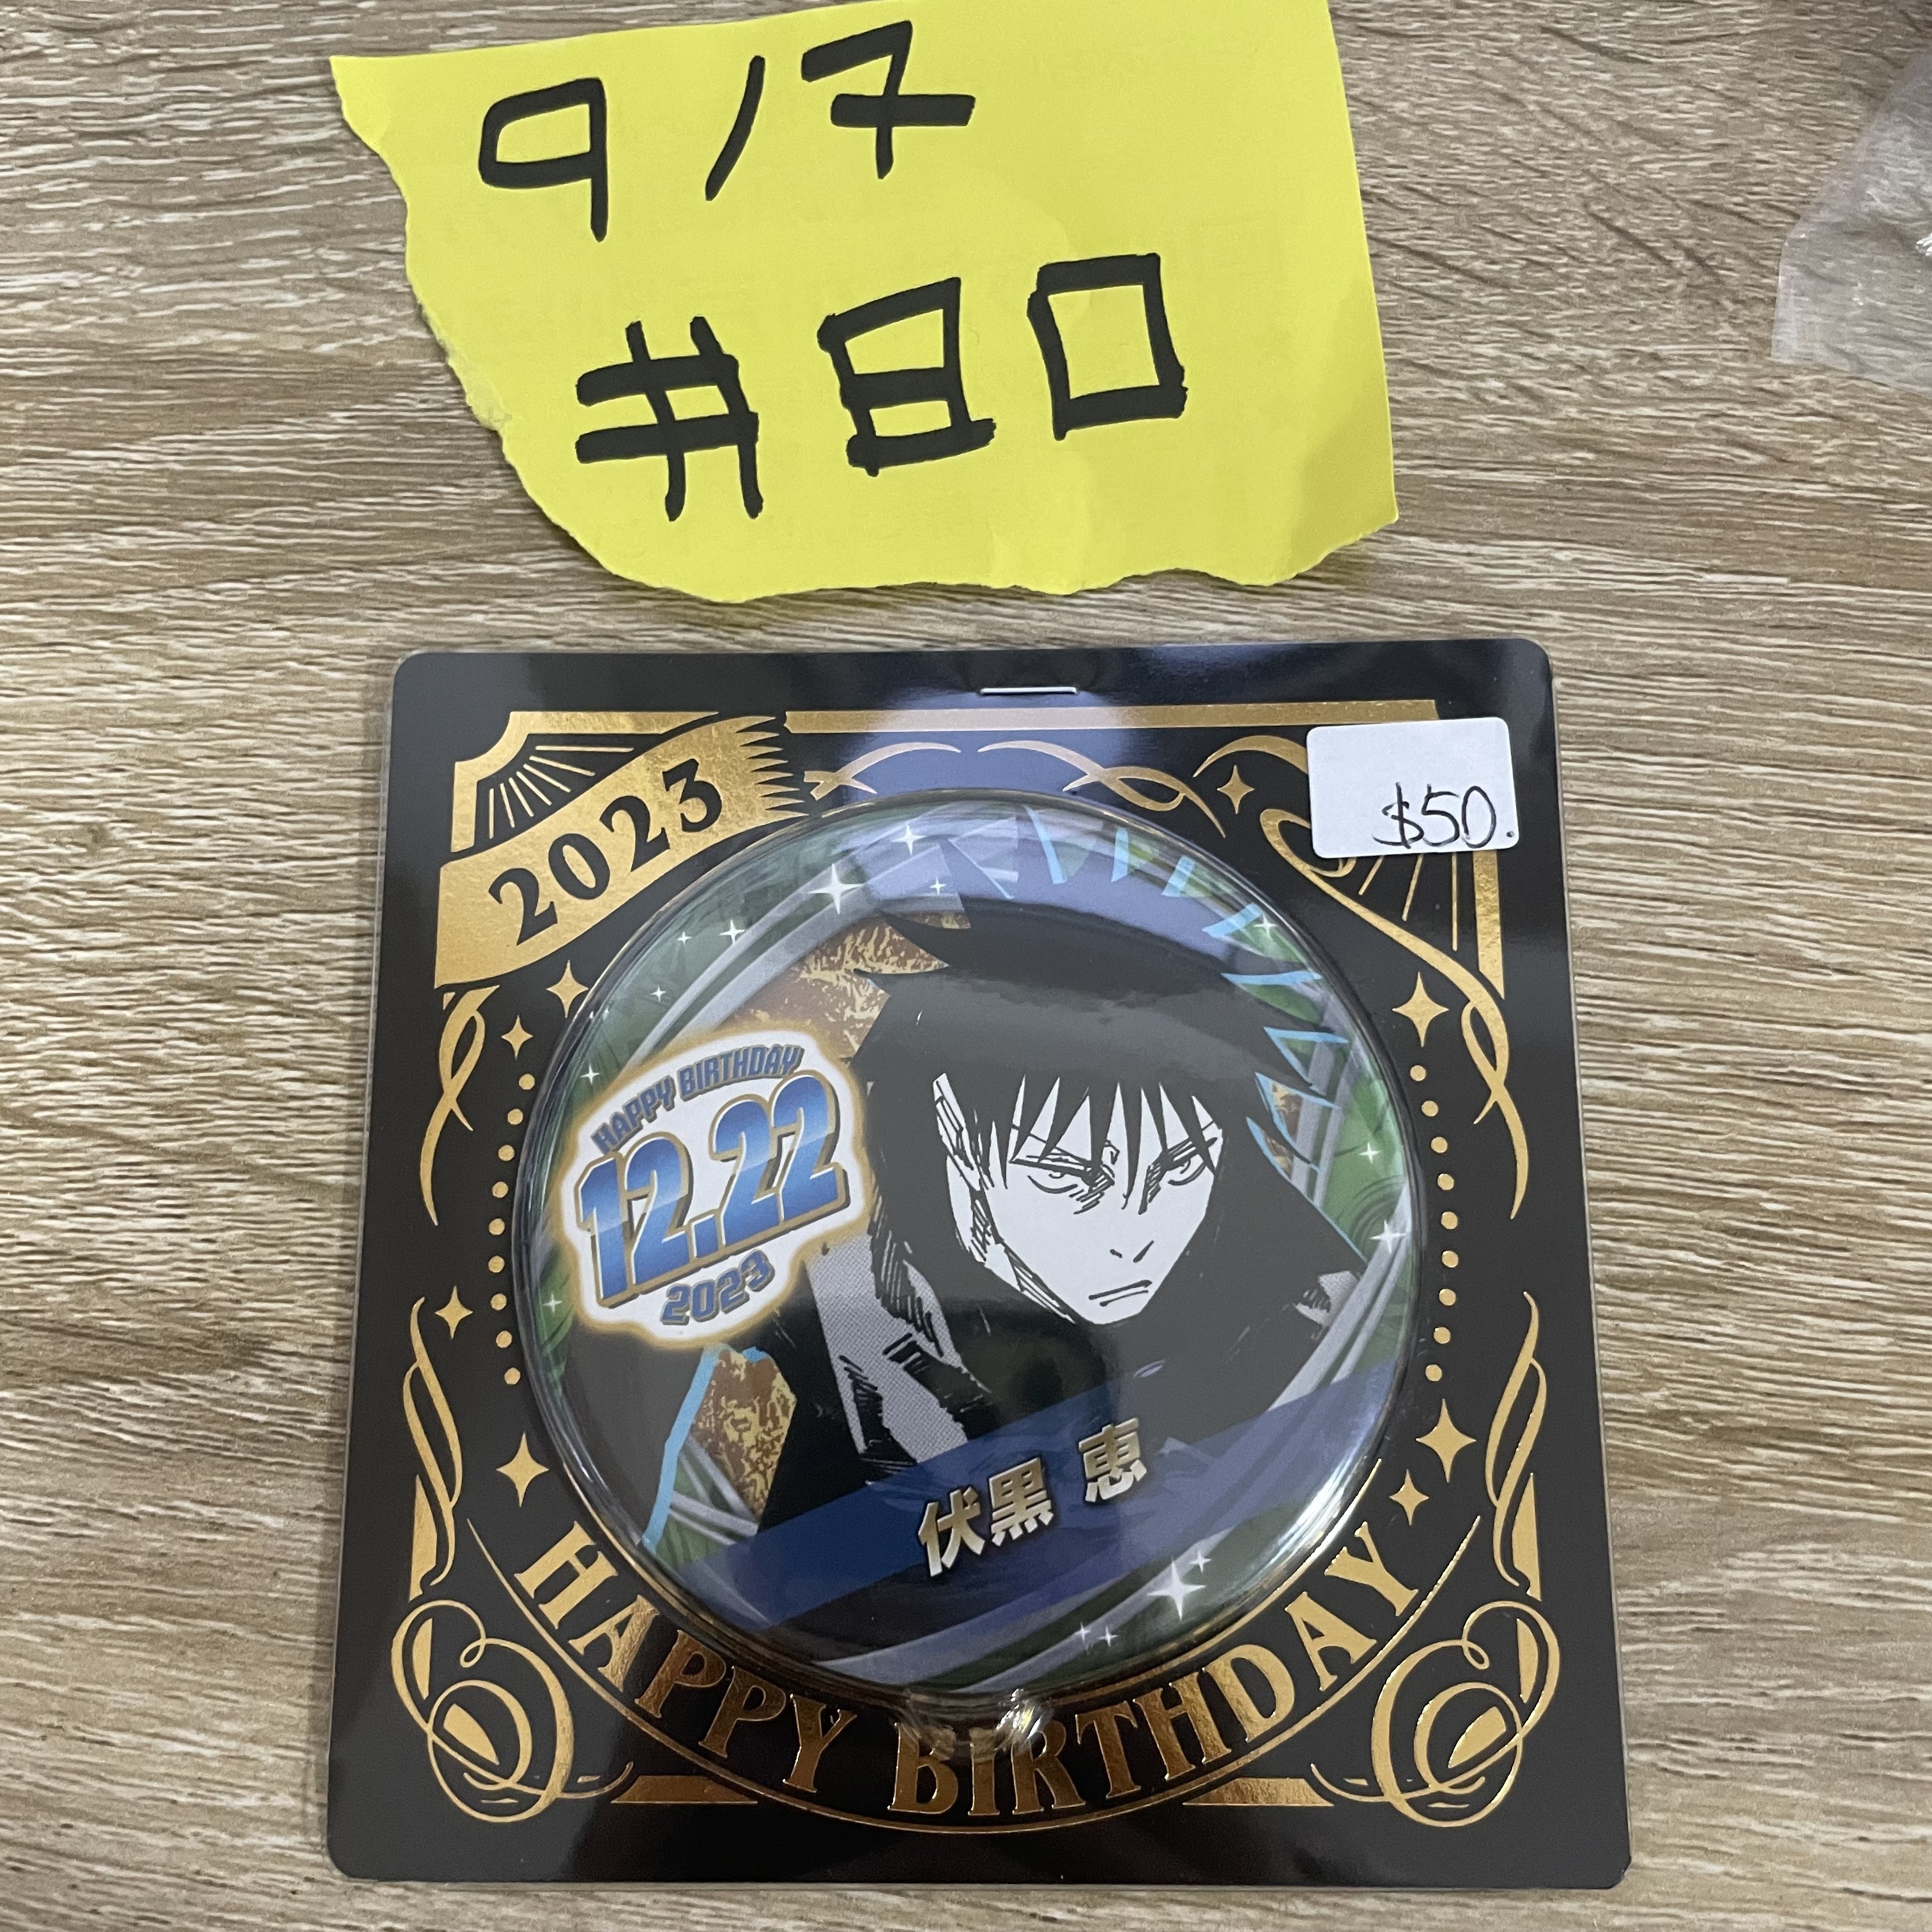 9/7
#80
2023
$50.
HAPPY BIRTHDAY
12.22
2023
伏黒 恵
HAPPY BIRTHDAY